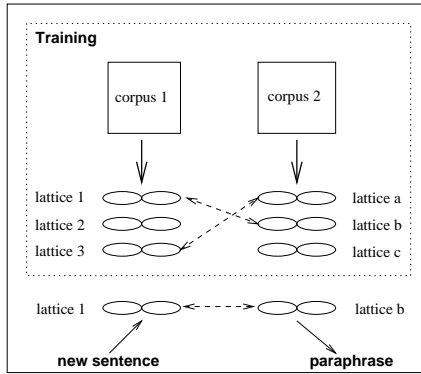 Training
corpus 1 corpus 2
lattice 1 lattice a
lattice 2 lattice b
lattice 3 lattice c
lattice 1 lattice b
new sentence paraphrase